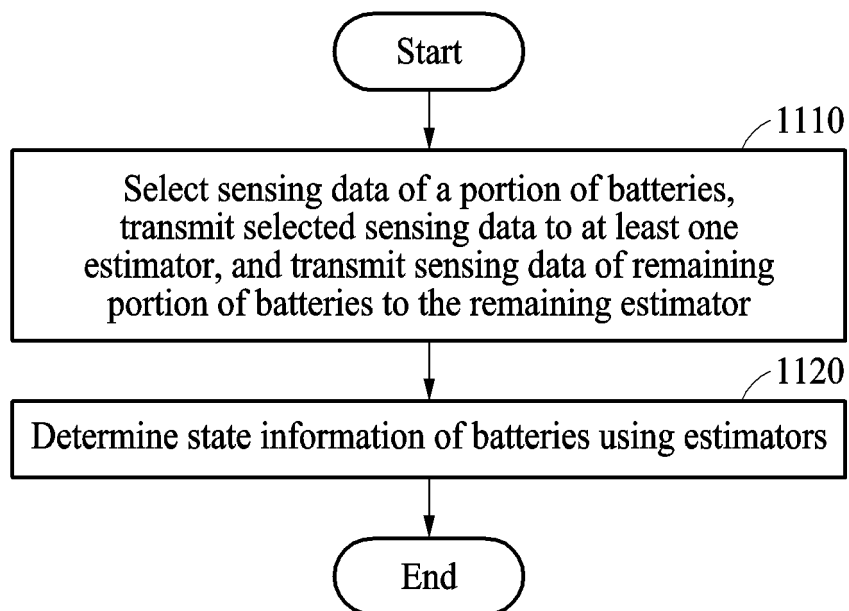 Start
1110
Select sensing data of a portion of batteries,
transmit selected sensing data to at least one
estimator, and transmit sensing data of remaining
portion of batteries to the remaining estimator
1120
Determine state information of batteries using estimators
End